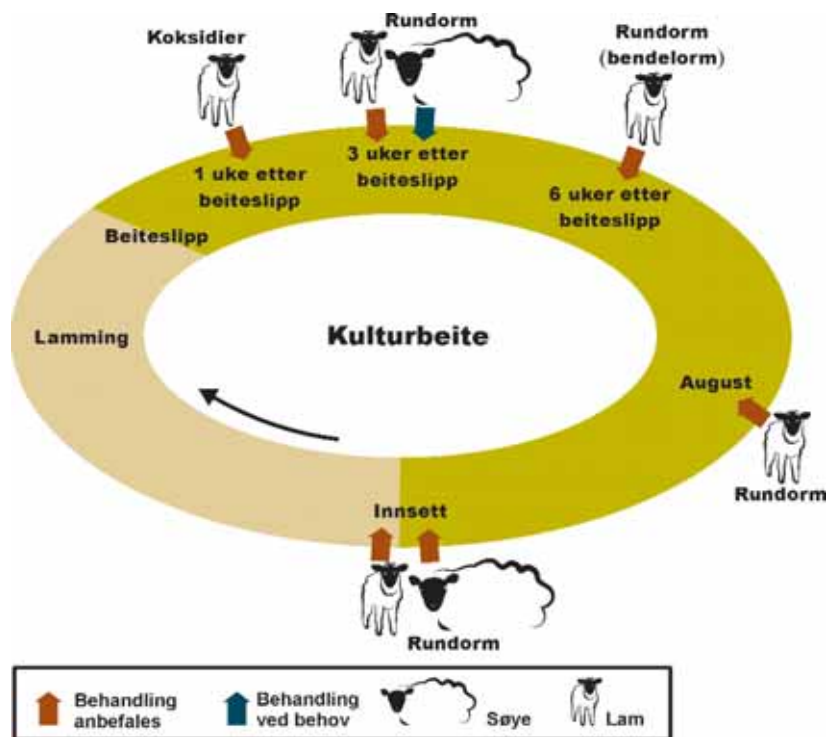 Koksidier
Rundorm
Rundorm
(bendelorm)
1 uke etter
beiteslipp
3 uker etter
beiteslipp
6 uker etter
beiteslipp
Beiteslipp
Lamming
Kulturbeite
August
Rundorm
Innsett
Rundorm
Behandling
anbefales
Behandling
ved behov
Søye
Lam